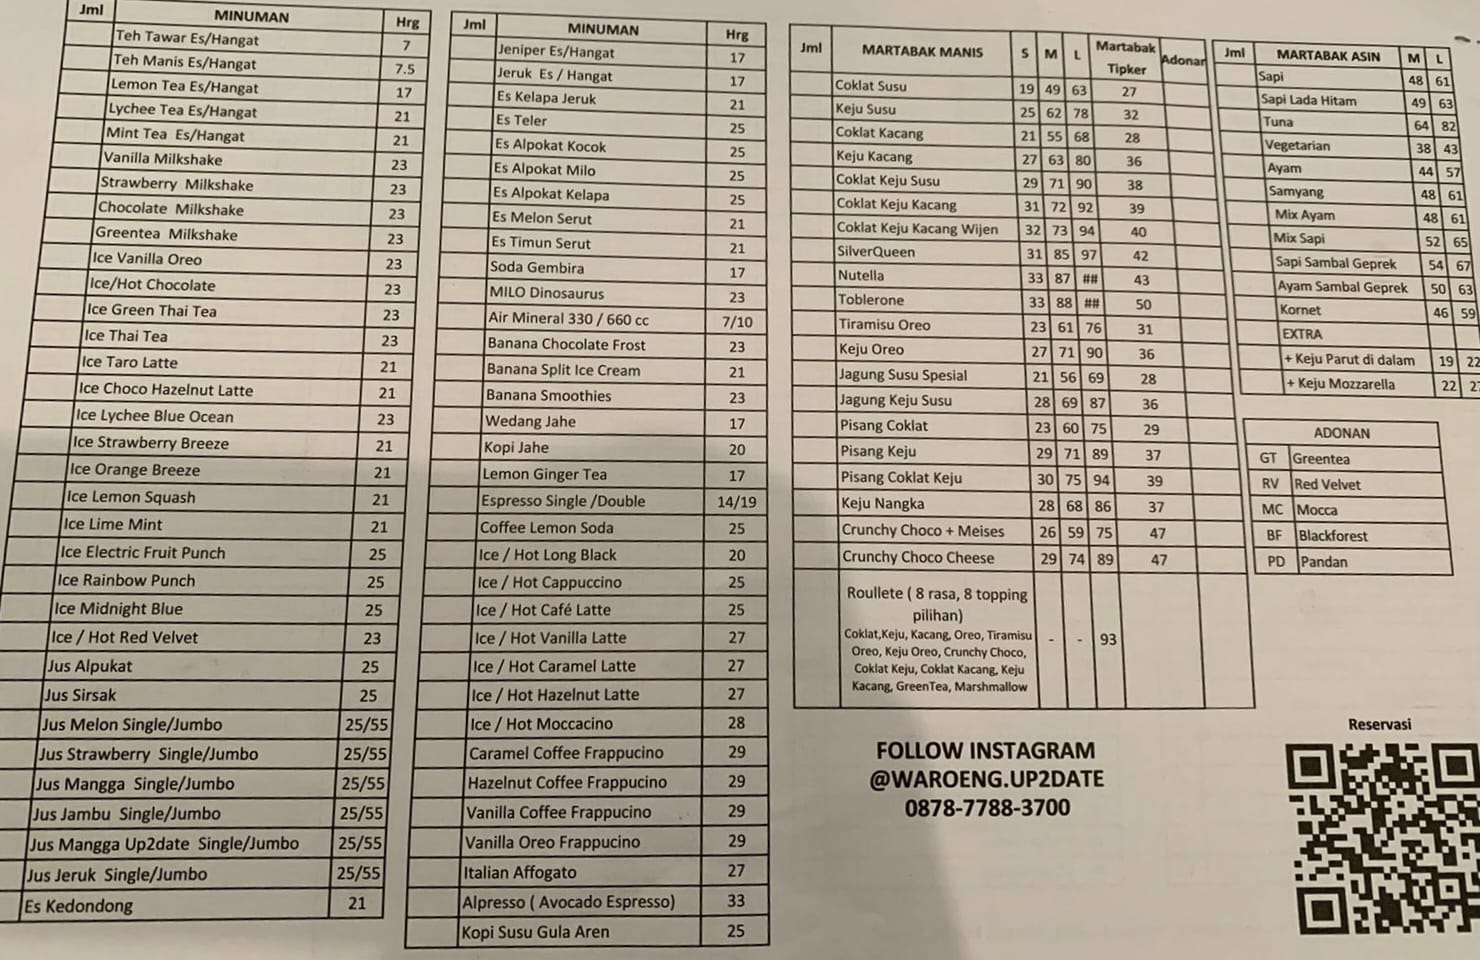 Jml MINUMAN Hrg
Teh Tawar Es/Hangat 7
Teh Manis Es/Hangat 7.5
Lemon Tea Es/Hangat 17
Lychee Tea Es/Hangat 21
Mint Tea Es/Hangat 21
Vanilla Milkshake 23
Strawberry Milkshake 23
Chocolate Milkshake 23
Greentea Milkshake 23
Ice Vanilla Oreo 23
Ice/Hot Chocolate 23
Ice Green Thai Tea 23
Ice Thai Tea 23
Ice Taro Latte 21
Ice Choco Hazelnut Latte 21
Ice Lychee Blue Ocean 23
Ice Strawberry Breeze 21
Ice Orange Breeze 21
Ice Lemon Squash 21
Ice Lime Mint 21
Ice Electric Fruit Punch 25
Ice Rainbow Punch 25
Ice Midnight Blue 25
Ice / Hot Red Velvet 23
Jus Alpukat 25
Jus Sirsak 25
Jus Melon Single/Jumbo 25/55
Jus Strawberry Single/Jumbo 25/55
Jus Mangga Single/Jumbo 25/55
Jus Jambu Single/Jumbo 25/55
Jus Mangga Up2date Single/Jumbo 25/55
Jus Jeruk Single/Jumbo 25/55
Es Kedondong 21
Jml MINUMAN Hrg
Jeniper Es/Hangat 17
Jeruk Es / Hangat 17
Es Kelapa Jeruk 21
Es Teler 25
Es Alpokat Kocok 25
Es Alpokat Milo 25
Es Alpokat Kelapa 25
Es Melon Serut 21
Es Timun Serut 21
Soda Gembira 17
MILO Dinosaurus 23
Air Mineral 330 / 660 cc 7/10
Banana Chocolate Frost 23
Banana Split Ice Cream 21
Banana Smoothies 23
Wedang Jahe 17
Kopi Jahe 20
Lemon Ginger Tea 17
Espresso Single /Double 14/19
Coffee Lemon Soda 25
Ice / Hot Long Black 20
Ice / Hot Cappuccino 25
Ice / Hot Café Latte 25
Ice / Hot Vanilla Latte 27
Ice / Hot Caramel Latte 27
Ice / Hot Hazelnut Latte 27
Ice / Hot Moccacino 28
Caramel Coffee Frappucino 29
Hazelnut Coffee Frappucino 29
Vanilla Coffee Frappucino 29
Vanilla Oreo Frappucino 29
Italian Affogato 27
Alpresso ( Avocado Espresso) 33
Kopi Susu Gula Aren 25
Jml MARTABAK MANIS S M L Martabak Tipker Adonan
Coklat Susu 19 49 63 27
Keju Susu 25 62 78 32
Coklat Kacang 21 55 68 28
Keju Kacang 27 63 80 36
Coklat Keju Susu 29 71 90 38
Coklat Keju Kacang 31 72 92 39
Coklat Keju Kacang Wijen 32 73 94 40
SilverQueen 31 85 97 42
Nutella 33 87 ## 43
Toblerone 33 88 ## 50
Tiramisu Oreo 23 61 76 31
Keju Oreo 27 71 90 36
Jagung Susu Spesial 21 56 69 28
Jagung Keju Susu 28 69 87 36
Pisang Coklat 23 60 75 29
Pisang Keju 29 71 89 37
Pisang Coklat Keju 30 75 94 39
Keju Nangka 28 68 86 37
Crunchy Choco + Meises 26 59 75 47
Crunchy Choco Cheese 29 74 89 47
Roullete ( 8 rasa, 8 topping
pilihan)
Coklat,Keju, Kacang, Oreo, Tiramisu
Oreo, Keju Oreo, Crunchy Choco, - - 93
Coklat Keju, Coklat Kacang, Keju
Kacang, GreenTea, Marshmallow
Jml MARTABAK ASIN M L
Sapi 48 61
Sapi Lada Hitam 49 63
Tuna 64 82
Vegetarian 38 43
Ayam 44 57
Samyang 48 61
Mix Ayam 48 61
Mix Sapi 52 65
Sapi Sambal Geprek 54 67
Ayam Sambal Geprek 50 63
Kornet 46 59
EXTRA
+ Keju Parut di dalam 19 22
+ Keju Mozzarella 22
ADONAN
GT Greentea
RV Red Velvet
MC Mocca
BF Blackforest
PD Pandan
FOLLOW INSTAGRAM
@WAROENG.UP2DATE
0878-7788-3700
Reservasi